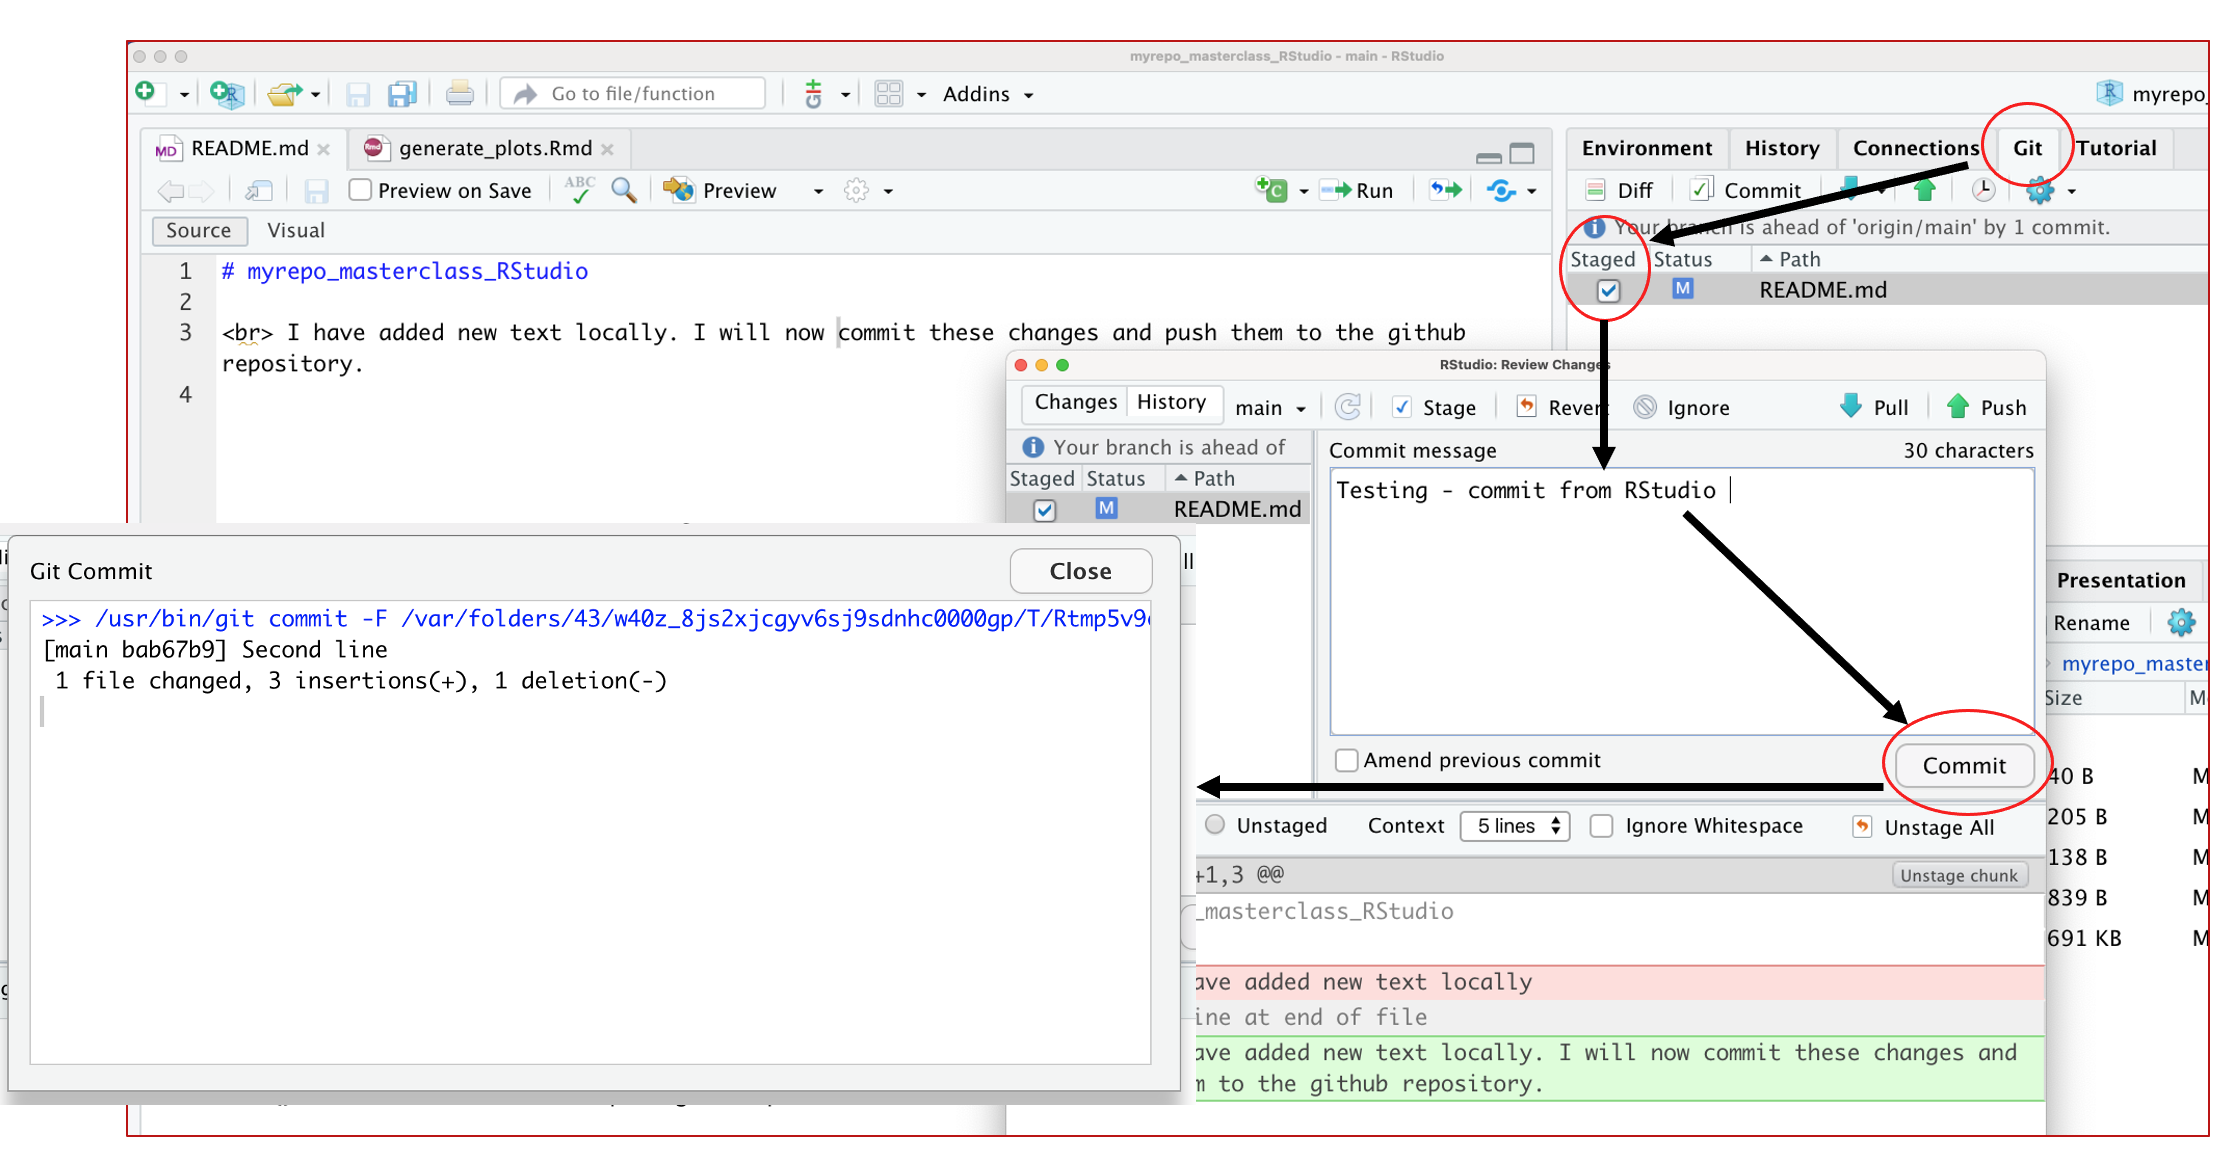 myrepo_masterclass_RStudio - main - RStudio
Go to file/function
Addins
README.md
generate_plots.Rmd
Preview on Save
ABC
Preview
Run
Source
Visual
1 # myrepo_masterclass_RStudio
2
3 <br> I have added new text locally. I will now commit these changes and push them to the github
repository.
4
Environment
History
Connections
Git
Tutorial
Diff
Commit
Your branch is ahead of 'origin/main' by 1 commit.
Staged Status Path
M README.md
RStudio: Review Changes
Changes History main Stage Revert Ignore Pull Push
Your branch is ahead of
Staged Status Path
M README.md
Commit message 30 characters
Testing - commit from RStudio
Amend previous commit
Commit
Unstaged Context 5 lines Ignore Whitespace Unstage All
+1,3 @@ Unstage chunk
_masterclass_RStudio
ave added new text locally
ine at end of file
ave added new text locally. I will now commit these changes and
to the github repository.
Git Commit
Close
>>> /usr/bin/git commit -F /var/folders/43/w40z_8js2xjcgyv6sj9sdnhc0000gp/T/Rtmp5v9
[main bab67b9] Second line
1 file changed, 3 insertions(+), 1 deletion(-)
Presentation
Rename
myrepo_master
Size
40 B
205 B
138 B
839 B
691 KB